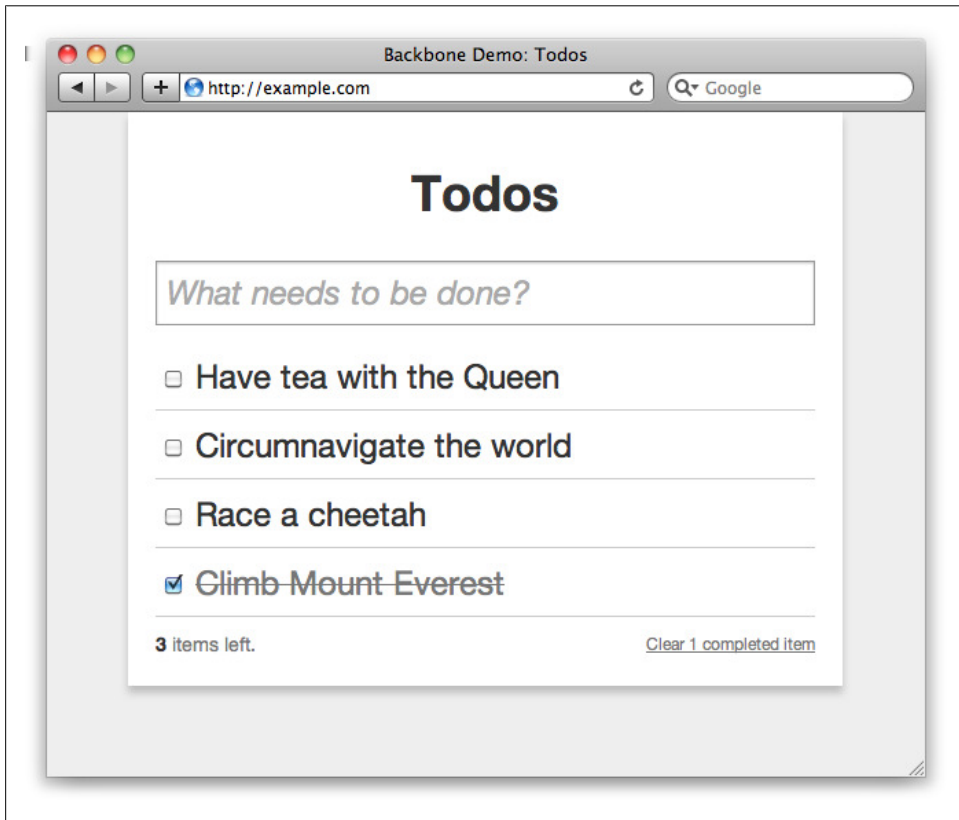 Backbone Demo: Todos
http://example.com
Google
Todos
What needs to be done?
Have tea with the Queen
Circumnavigate the world
Race a cheetah
Climb Mount Everest
3 items left.
Clear 1 completed item